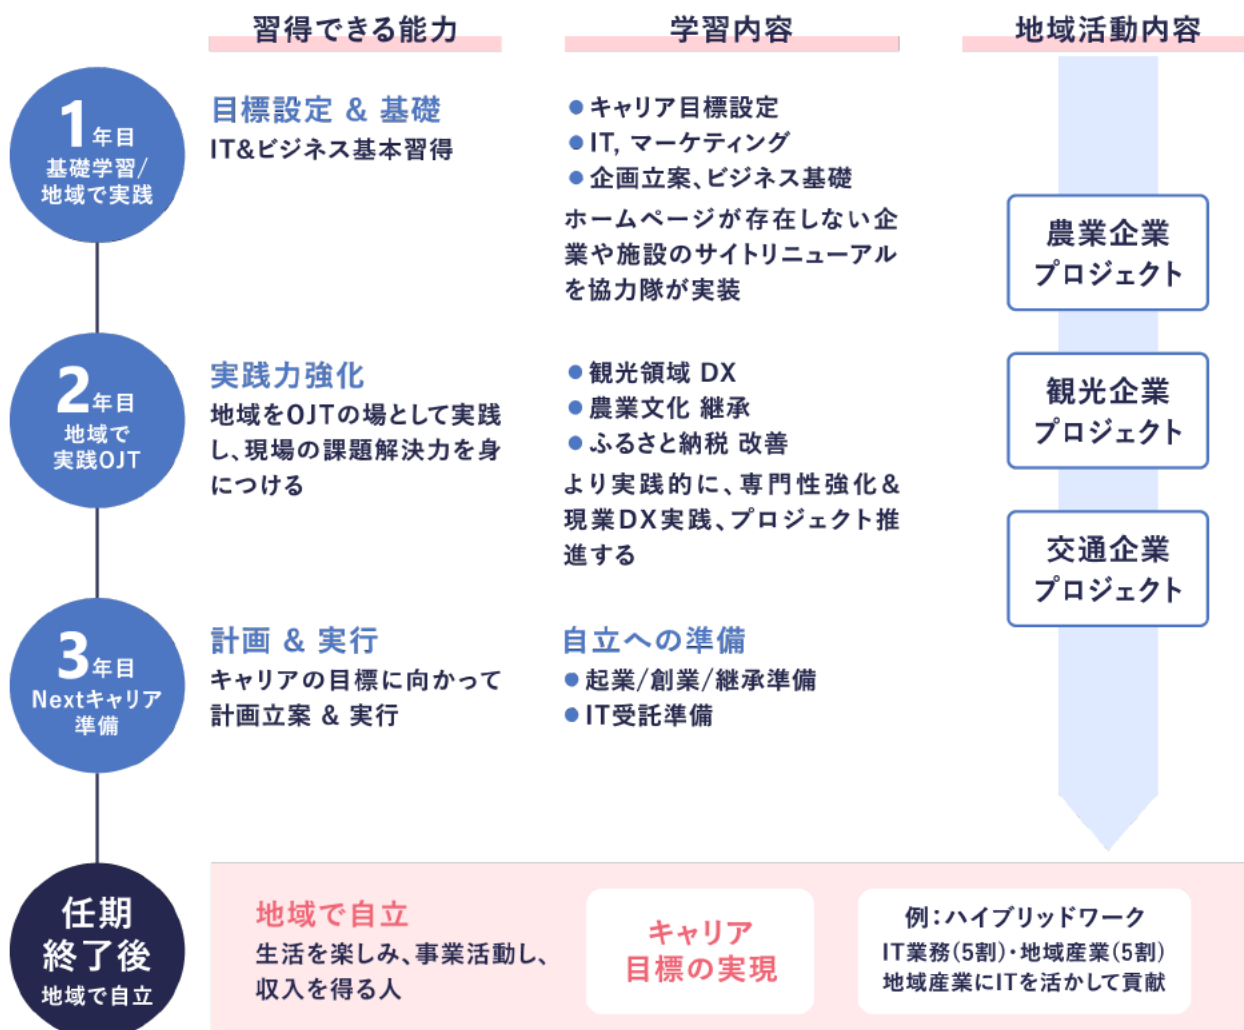 習得できる能力
学習内容
地域活動内容
1年目
基礎学習/
地域で実践
目標設定 & 基礎
IT&ビジネス基本習得
●キャリア目標設定
●IT, マーケティング
●企画立案、ビジネス基礎
ホームページが存在しない企
業や施設のサイトリニューアル
を協力隊が実装
農業企業
プロジェクト
2年目
地域で
実践OJT
実践力強化
地域をOJTの場として実践
し、現場の課題解決力を身
につける
●観光領域 DX
●農業文化 継承
●ふるさと納税 改善
より実践的に、専門性強化&
現業DX実践、プロジェクト推
進する
観光企業
プロジェクト
交通企業
プロジェクト
3年目
Nextキャリア
準備
計画 & 実行
キャリアの目標に向かって
計画立案 & 実行
自立への準備
●起業/創業/継承準備
●IT受託準備
任期
終了後
地域で自立
地域で自立
生活を楽しみ、事業活動し、
収入を得る人
キャリア
目標の実現
例：ハイブリッドワーク
IT業務(5割)・地域産業(5割)
地域産業にITを活かして貢献